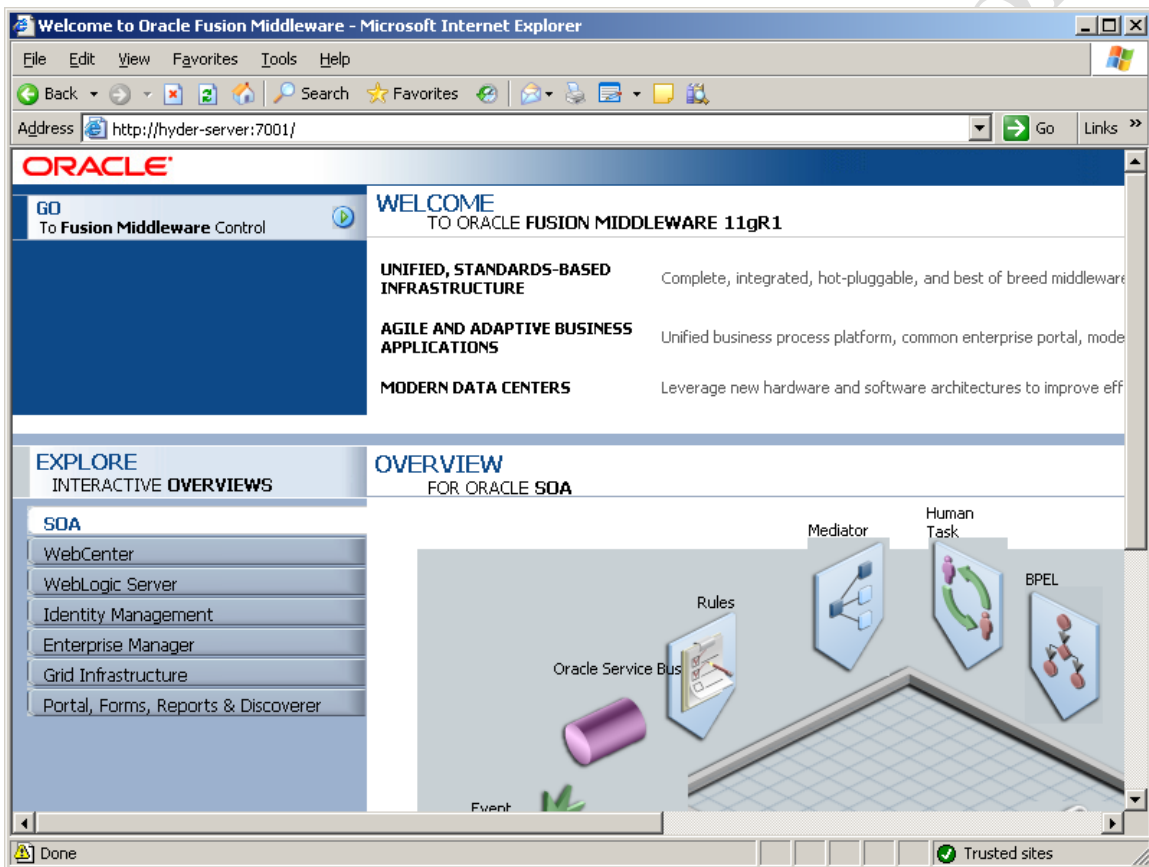 Welcome to Oracle Fusion Middleware - Microsoft Internet Explorer
File Edit View Favorites Tools Help
Back Search Favorites
Address http://hyder-server:7001/ Go Links »
ORACLE
GO
To Fusion Middleware Control
WELCOME
TO ORACLE FUSION MIDDLEWARE 11gR1
UNIFIED, STANDARDS-BASED
INFRASTRUCTURE
Complete, integrated, hot-pluggable, and best of breed middleware
AGILE AND ADAPTIVE BUSINESS
APPLICATIONS
Unified business process platform, common enterprise portal, mode
MODERN DATA CENTERS
Leverage new hardware and software architectures to improve eff
EXPLORE
INTERACTIVE OVERVIEWS
SOA
WebCenter
WebLogic Server
Identity Management
Enterprise Manager
Grid Infrastructure
Portal, Forms, Reports & Discoverer
OVERVIEW
FOR ORACLE SOA
Human
Task
Mediator
BPEL
Rules
Oracle Service Bus
Event
Done
Trusted sites